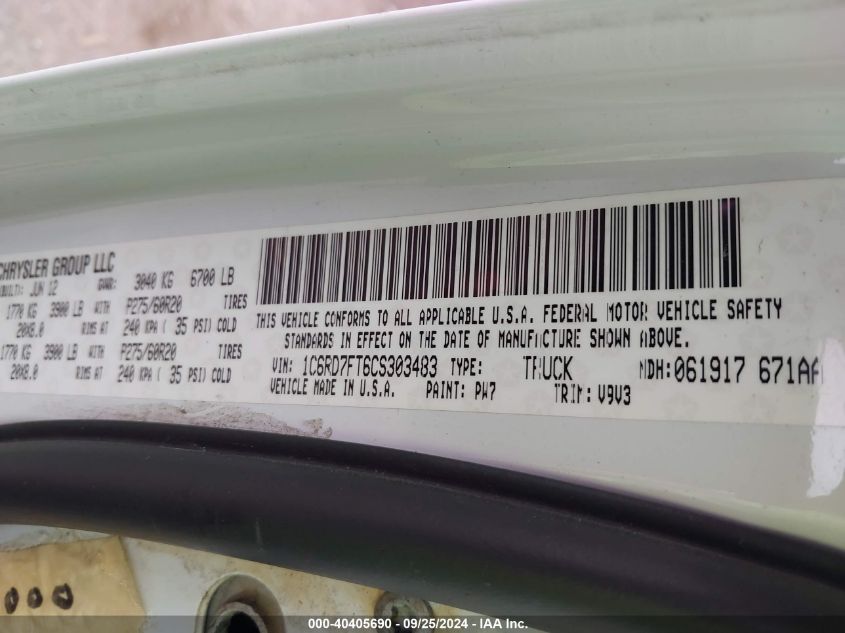 CHRYSLER GROUP LLC
BUILT: JUN 12 GVWR: 3040 KG 6700 LB
1770 KG 3900 LB WITH P275/60R20 TIRES
20X8.0 RIMS AT 240 KPA ( 35 PSI) COLD
1770 KG 3900 LB WITH P275/60R20 TIRES
20X8.0 RIMS AT 240 KPA ( 35 PSI) COLD
THIS VEHICLE CONFORMS TO ALL APPLICABLE U.S.A. FEDERAL MOTOR VEHICLE SAFETY
STANDARDS IN EFFECT ON THE DATE OF MANUFACTURE SHOWN ABOVE.
VIN: 1C6RD7FT6CS303483 TYPE: TRUCK MDH: 061917 671AA
VEHICLE MADE IN U.S.A. PAINT: PW7 TRIM: V9V3
000
000-40405690 - 09/25/2024 - IAA Inc.